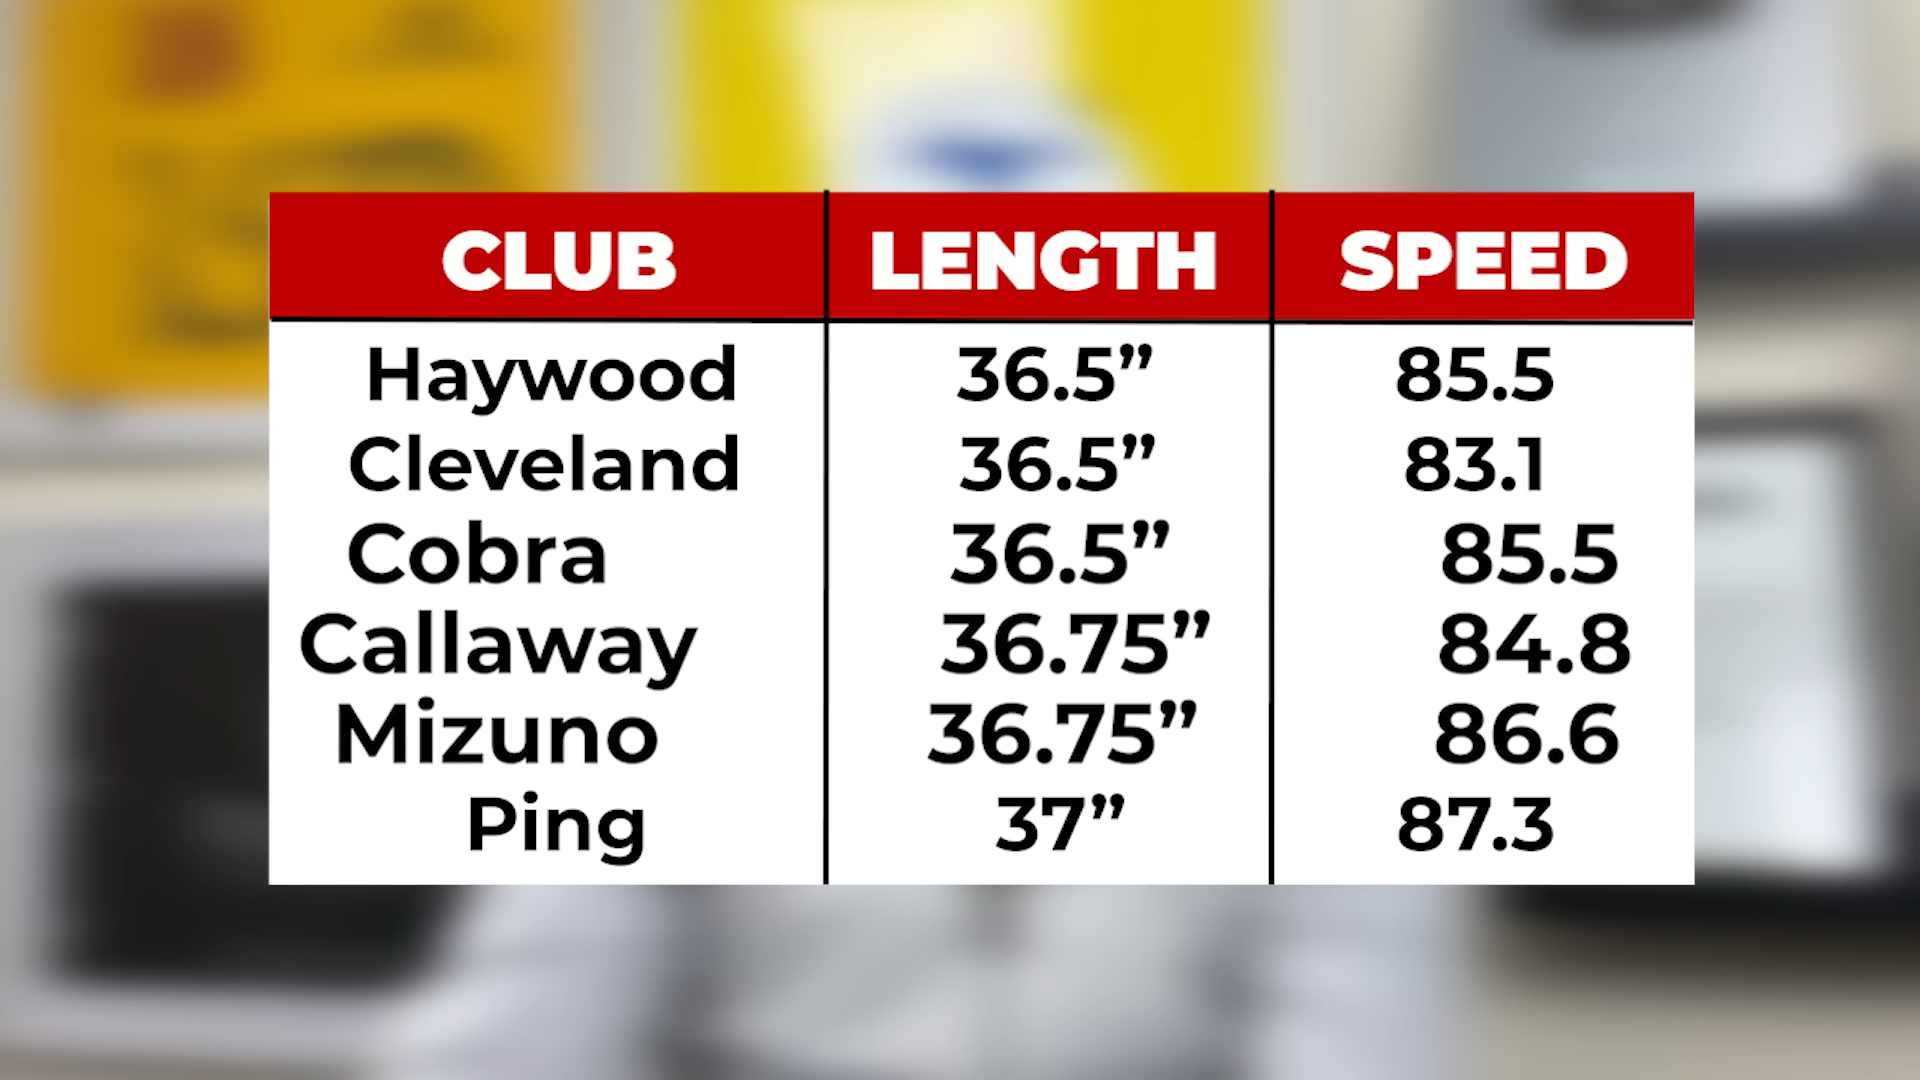 CLUB LENGTH SPEED
Haywood 36.5” 85.5
Cleveland 36.5” 83.1
Cobra 36.5” 85.5
Callaway 36.75” 84.8
Mizuno 36.75” 86.6
Ping 37” 87.3